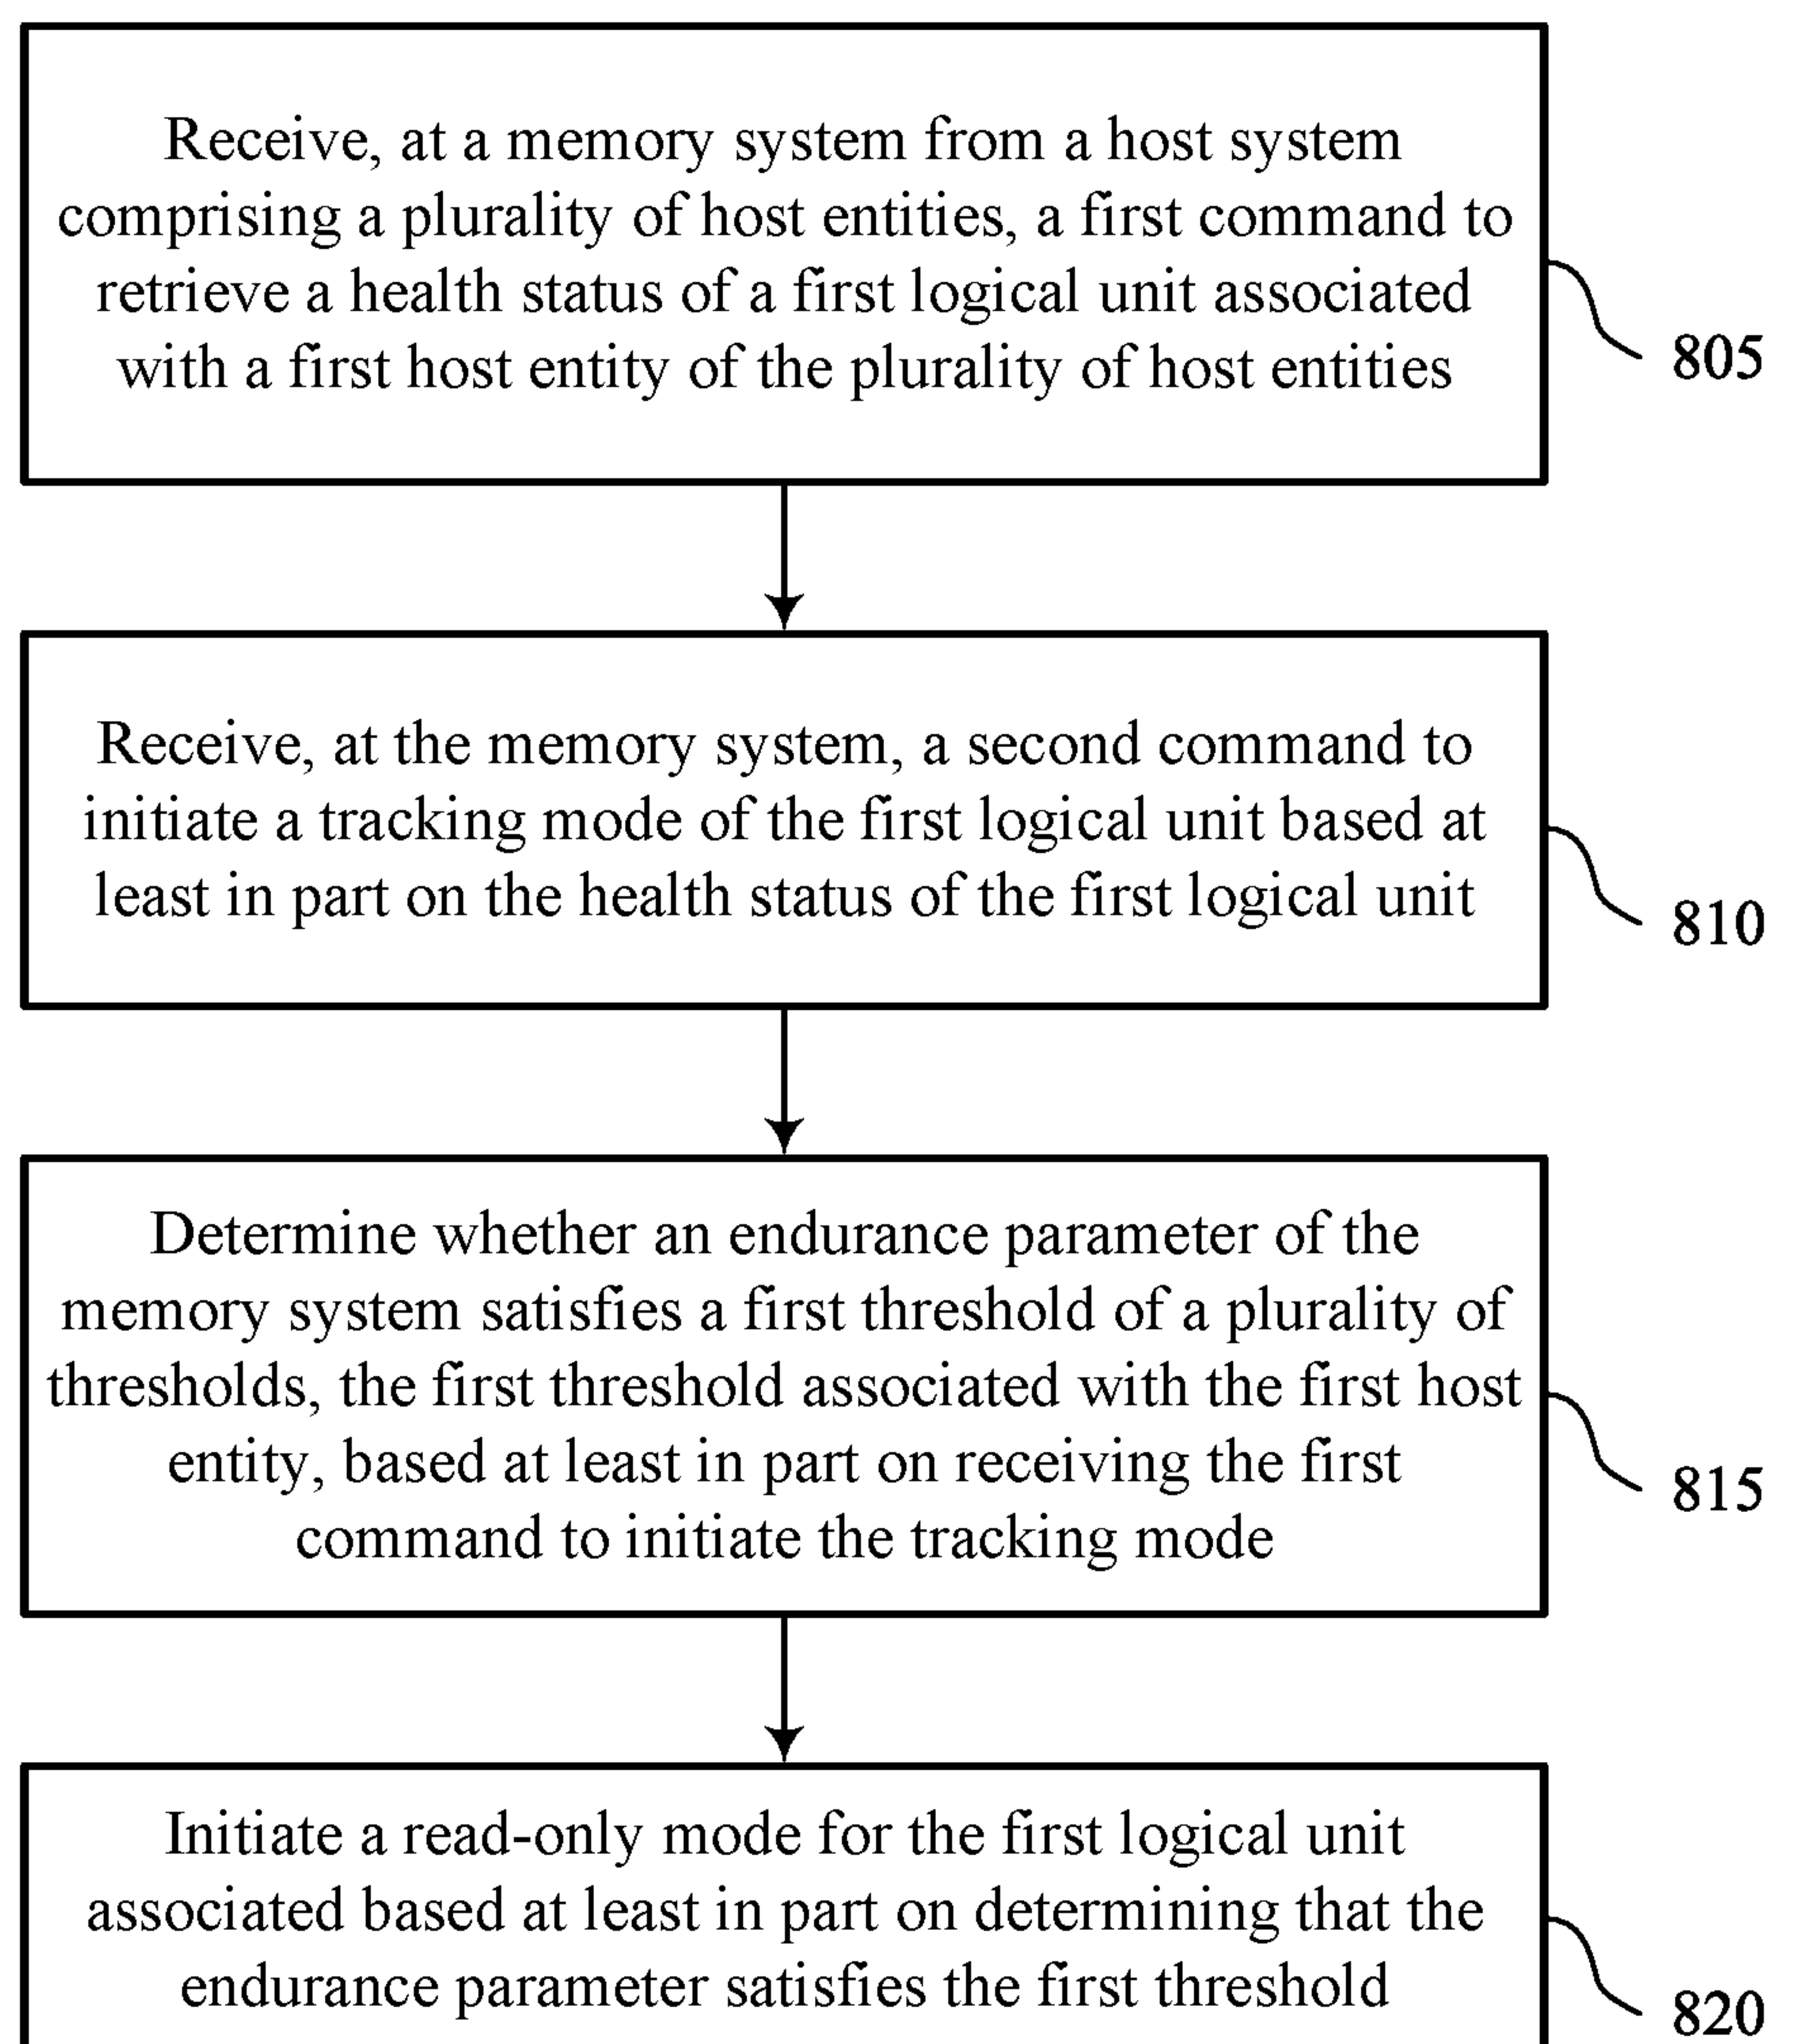 Receive, at a memory system from a host system
comprising a plurality of host entities, a first command to
retrieve a health status of a first logical unit associated
with a first host entity of the plurality of host entities
805
Receive, at the memory system, a second command to
initiate a tracking mode of the first logical unit based at
least in part on the health status of the first logical unit
810
Determine whether an endurance parameter of the
memory system satisfies a first threshold of a plurality of
thresholds, the first threshold associated with the first host
entity, based at least in part on receiving the first
command to initiate the tracking mode
815
Initiate a read-only mode for the first logical unit
associated based at least in part on determining that the
endurance parameter satisfies the first threshold
820